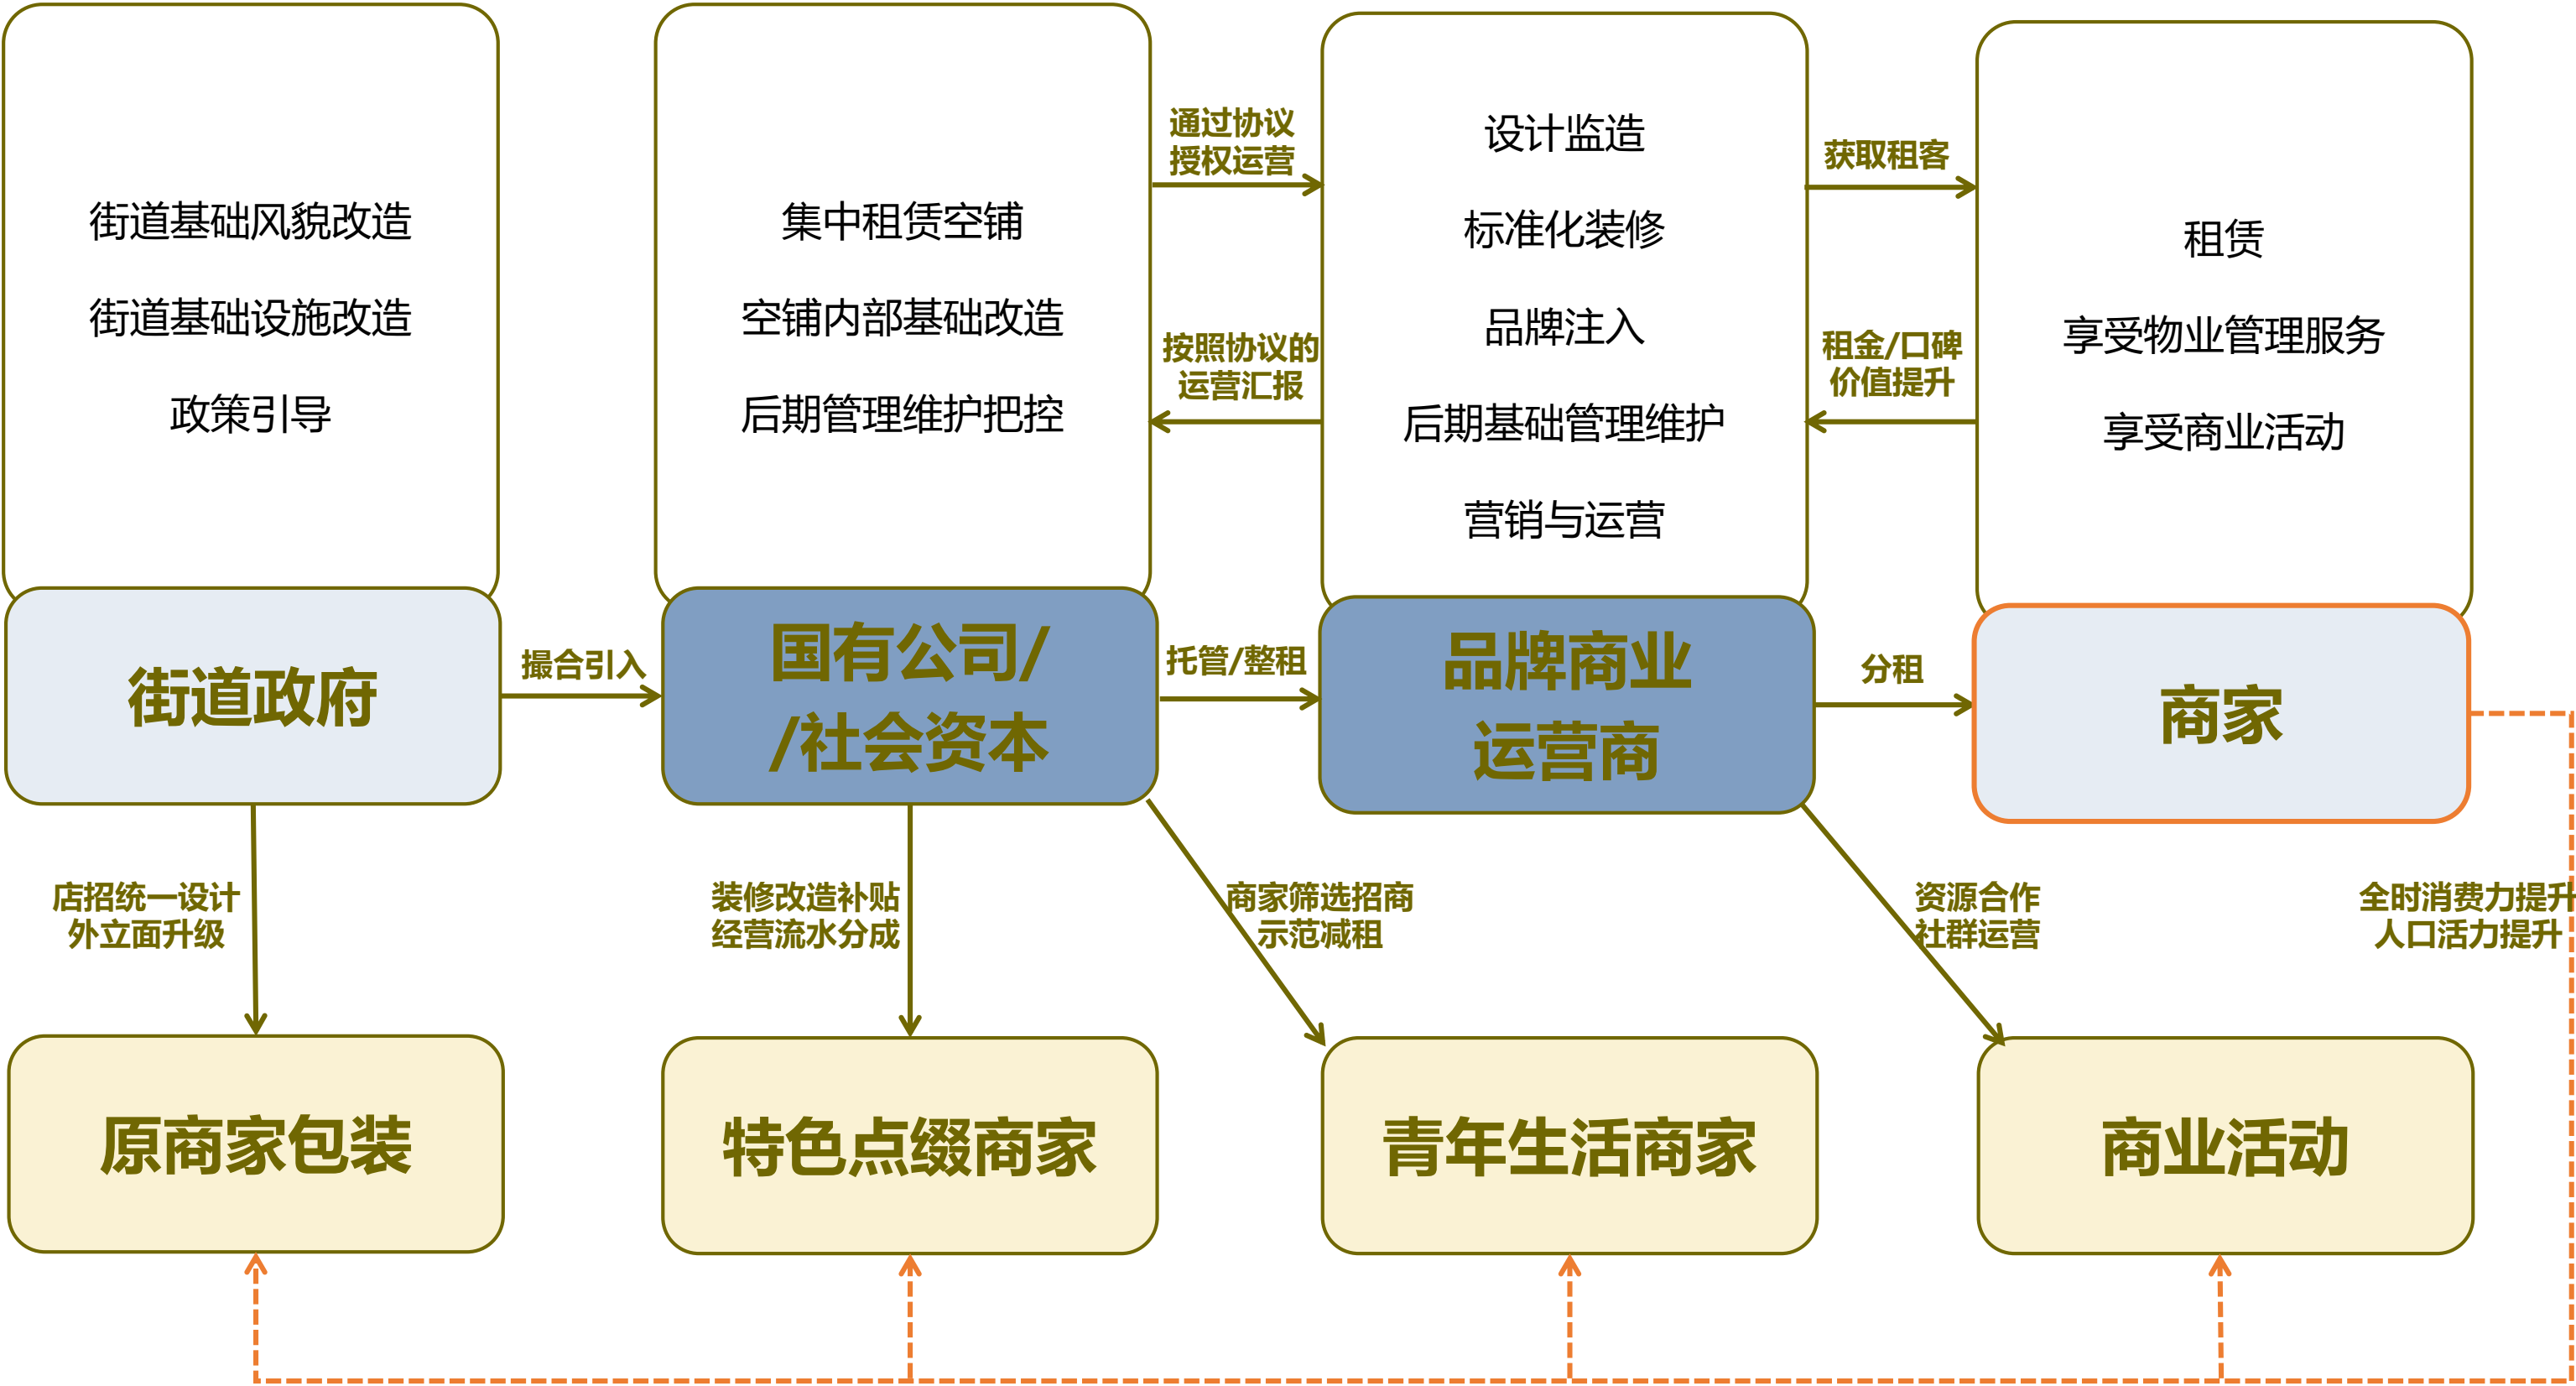 街道基础风貌改造
街道基础设施改造
政策引导
集中租赁空铺
空铺内部基础改造
后期管理维护把控
通过协议
授权运营
按照协议的
运营汇报
设计监造
标准化装修
品牌注入
后期基础管理维护
营销与运营
获取租客
租金/口碑
价值提升
租赁
享受物业管理服务
享受商业活动
街道政府
撮合引入
国有公司/
/社会资本
托管/整租
品牌商业
运营商
分租
商家
店招统一设计
外立面升级
装修改造补贴
经营流水分成
商家筛选招商
示范减租
资源合作
社群运营
全时消费力提升
人口活力提升
原商家包装
特色点缀商家
青年生活商家
商业活动